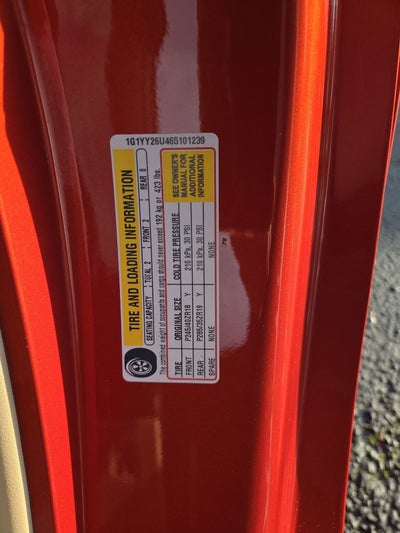 1G1YY26U465101239
TIRE AND LOADING INFORMATION
SEATING CAPACITY TOTAL 2 FRONT 2 REAR 0
The combined weight of occupants and cargo should never exceed 192 kg or 423 lbs.
TIRE ORIGINAL SIZE COLD TIRE PRESSURE
FRONT P245/40ZR18 Y 210 kPa, 30 PSI
REAR P285/35ZR19 Y 210 kPa, 30 PSI
SPARE NONE NONE
SEE OWNER'S
MANUAL FOR
ADDITIONAL
INFORMATION